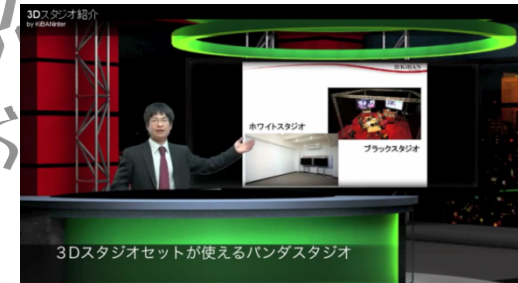 3Dスタジオ紹介
by KiBANinter
KiBAN
ホワイトスタジオ
ブラックスタジオ
3Dスタジオセットが使えるパンダスタジオ